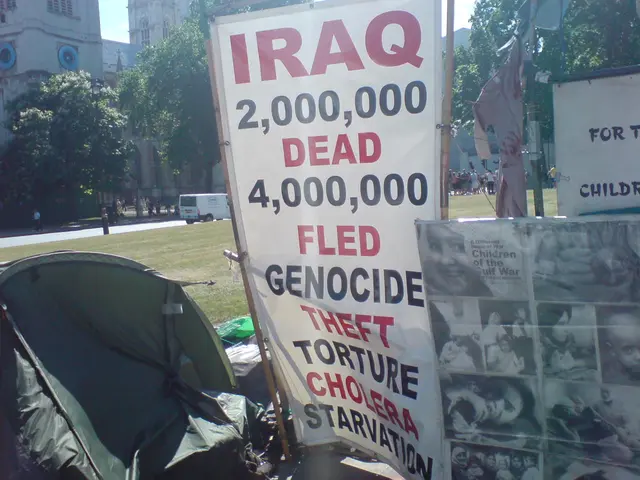 IRAQ
2,000,000
DEAD
4,000,000
FLED
GENOCIDE
THEFT
TORTURE
CHOLERA
STARVATION
FOR T
CHILDR
Children
of the
Gulf War